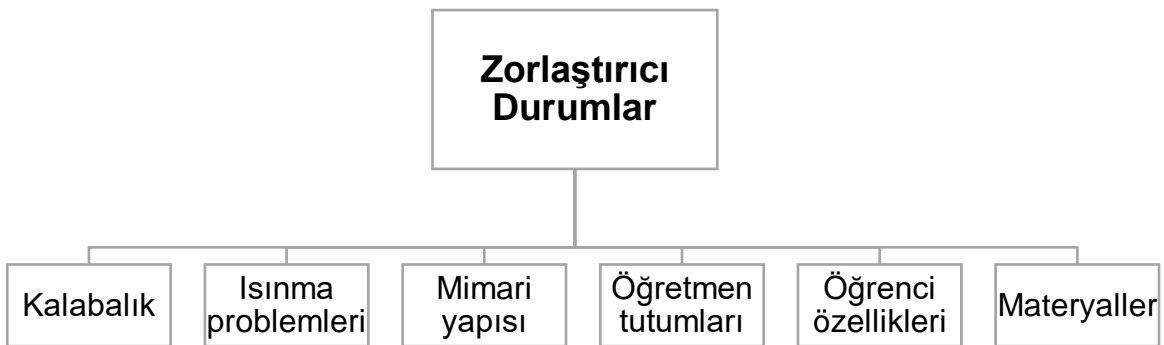 Zorlaştırıcı
Durumlar
Kalabalık
Isınma
problemleri
Mimari
yapısı
Öğretmen
tutumları
Öğrenci
özellikleri
Materyaller